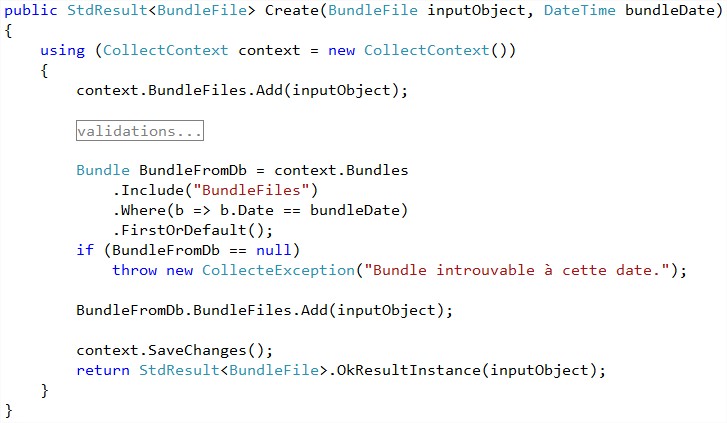 public StdResult<BundleFile> Create(BundleFile inputObject, DateTime bundleDate)
{
using (CollectContext context = new CollectContext())
{
context.BundleFiles.Add(inputObject);
validations...
Bundle BundleFromDb = context.Bundles
.Include("BundleFiles")
.Where(b => b.Date == bundleDate)
.FirstOrDefault();
if (BundleFromDb == null)
throw new CollecteException("Bundle introuvable à cette date.");
BundleFromDb.BundleFiles.Add(inputObject);
context.SaveChanges();
return StdResult<BundleFile>.OkResultInstance(inputObject);
}
}